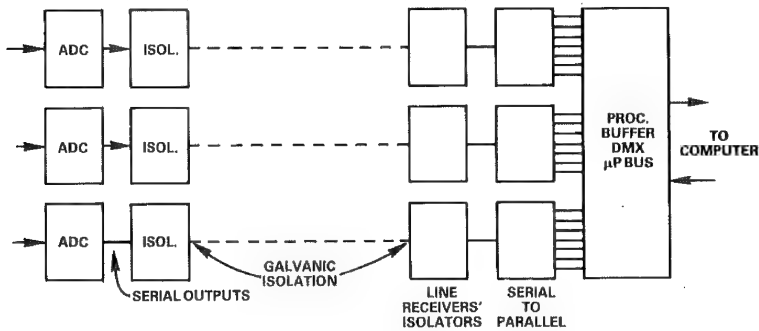 ADC
ISOL.
ADC
ISOL.
ADC
ISOL.
SERIAL OUTPUTS
GALVANIC
ISOLATION
LINE
RECEIVERS'
ISOLATORS
SERIAL
TO
PARALLEL
PROC.
BUFFER
DMX
µP BUS
TO
COMPUTER